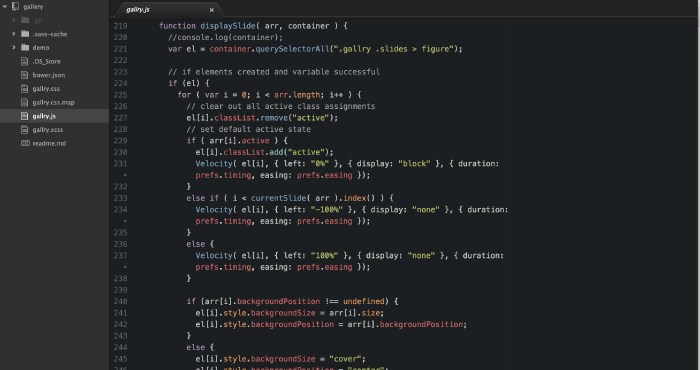 gallery
.git
.sass-cache
demo
.DS_Store
bower.json
gallry.css
gallry.css.map
gallry.js
gallry.scss
readme.md
gallry.js ×
219 function displaySlide( arr, container ) {
220 //console.log(container);
221 var el = container.querySelectorAll(".gallry .slides > figure");
222
223 // if elements created and variable successful
224 if (el) {
225 for ( var i = 0; i < arr.length; i++ ) {
226 // clear out all active class assignments
227 el[i].classList.remove("active");
228 // set default active state
229 if ( arr[i].active ) {
230 el[i].classList.add("active");
231 Velocity( el[i], { left: "0%" }, { display: "block" }, { duration:
• prefs.timing, easing: prefs.easing });
232 }
233 else if ( i < currentSlide( arr ).index() ) {
234 Velocity( el[i], { left: "-100%" }, { display: "none" }, { duration:
• prefs.timing, easing: prefs.easing });
235 }
236 else {
237 Velocity( el[i], { left: "100%" }, { display: "none" }, { duration:
• prefs.timing, easing: prefs.easing });
238 }
239
240 if (arr[i].backgroundPosition !== undefined) {
241 el[i].style.backgroundSize = arr[i].size;
242 el[i].style.backgroundPosition = arr[i].backgroundPosition;
243 }
244 else {
245 el[i].style.backgroundSize = "cover";
246 el[i].style.backgroundPosition = "center";